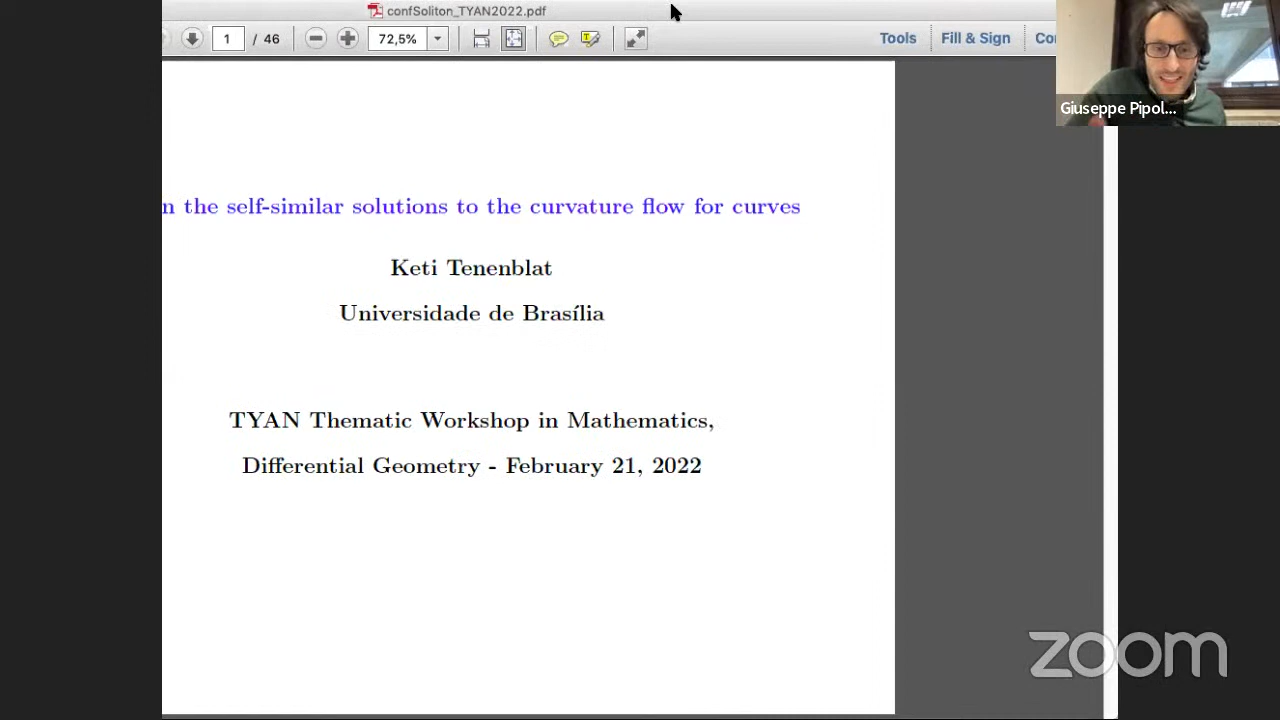 confSoliton_TYAN2022.pdf
1 / 46
72,5%
Tools
Fill & Sign
Co
Giuseppe Pipol...
n the self-similar solutions to the curvature flow for curves
Keti Tenenblat
Universidade de Brasília
TYAN Thematic Workshop in Mathematics,
Differential Geometry - February 21, 2022
zoom